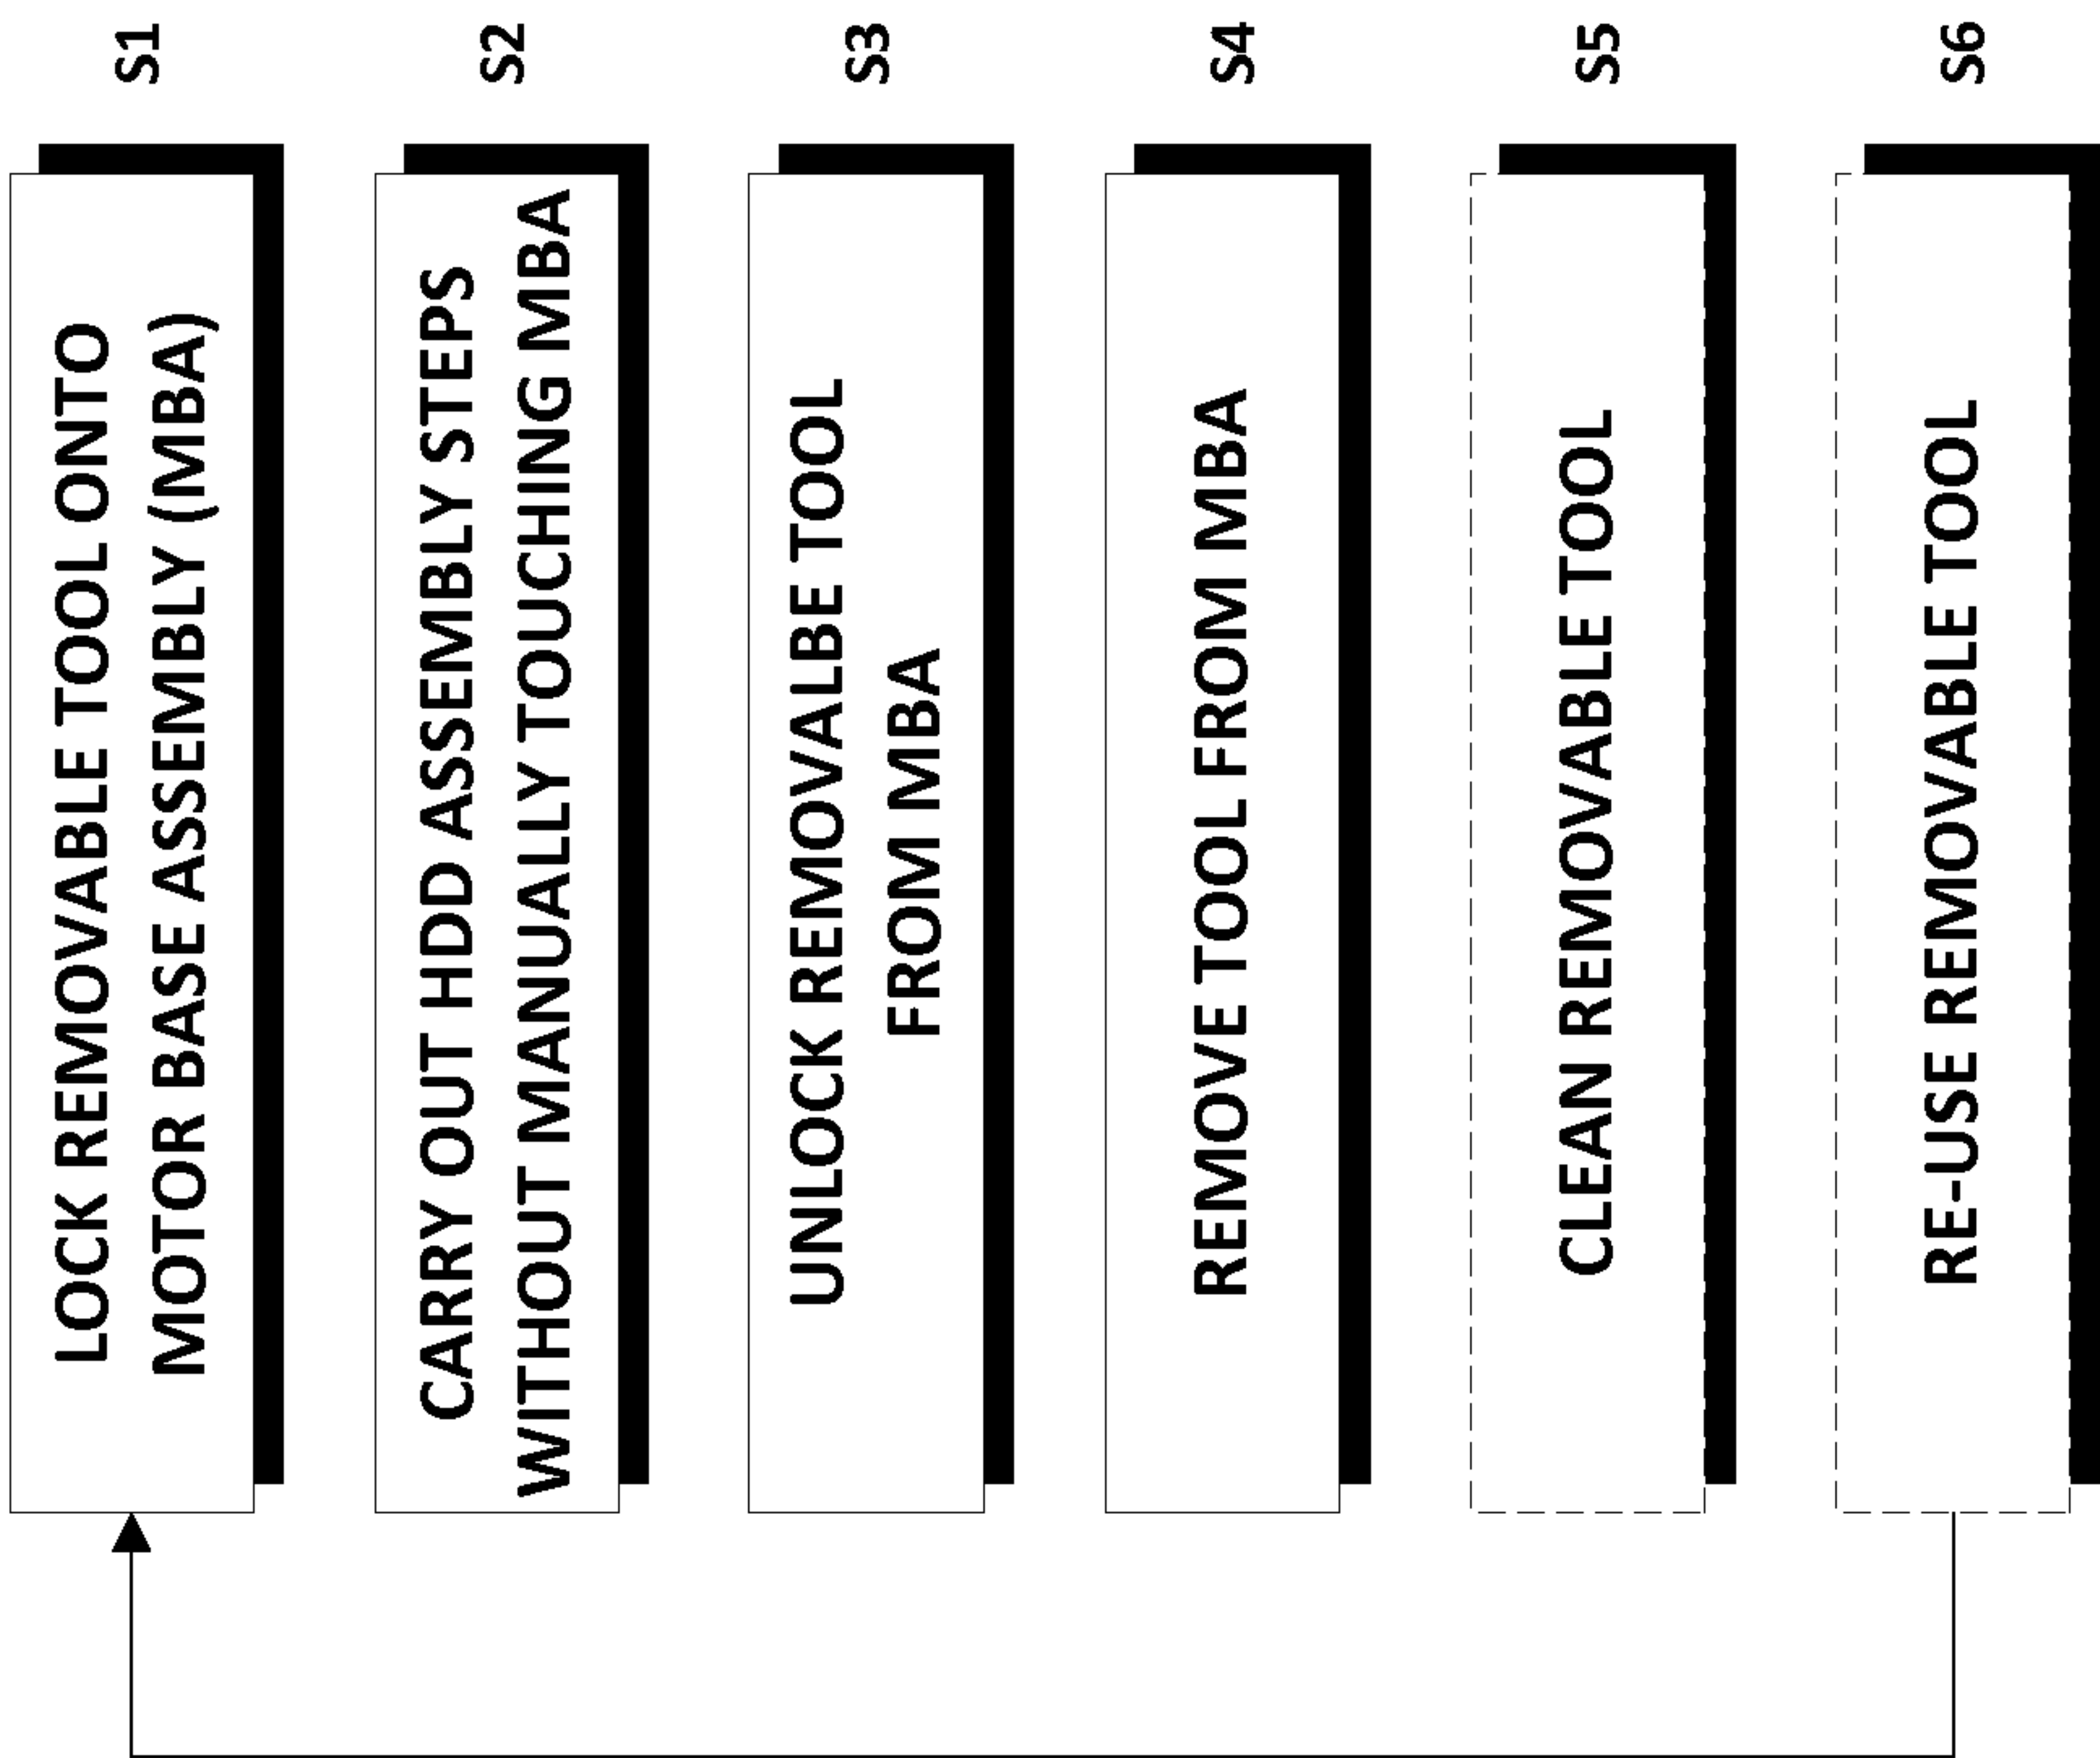 LOCK REMOVABLE TOOL ONTO
MOTOR BASE ASSEMBLY (MBA)
S1
CARRY OUT HDD ASSEMBLY STEPS
WITHOUT MANUALLY TOUCHING MBA
S2
UNLOCK REMOVALBE TOOL
FROM MBA
S3
REMOVE TOOL FROM MBA
S4
CLEAN REMOVABLE TOOL
S5
RE-USE REMOVABLE TOOL
S6